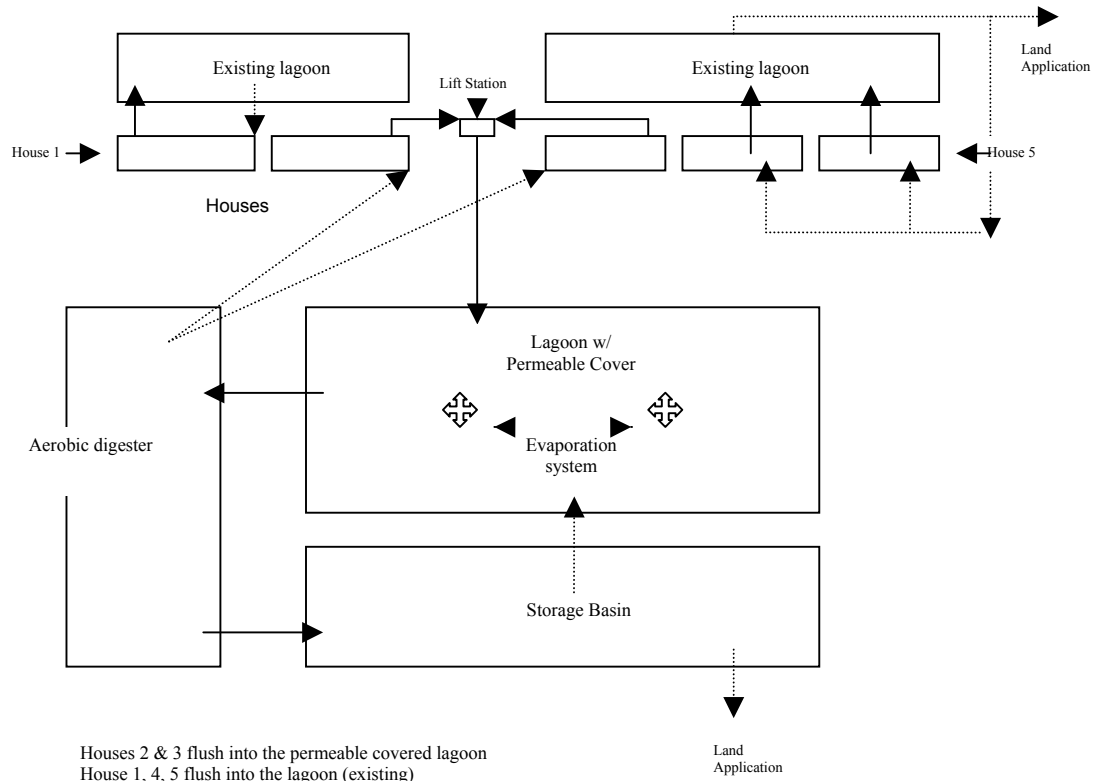 Existing lagoon
Lift Station
Existing lagoon
Land
Application
House 1
House 5
Houses
Lagoon w/
Permeable Cover
Aerobic digester
Evaporation
system
Storage Basin
Houses 2 & 3 flush into the permeable covered lagoon
House 1, 4, 5 flush into the lagoon (existing)
Land
Application